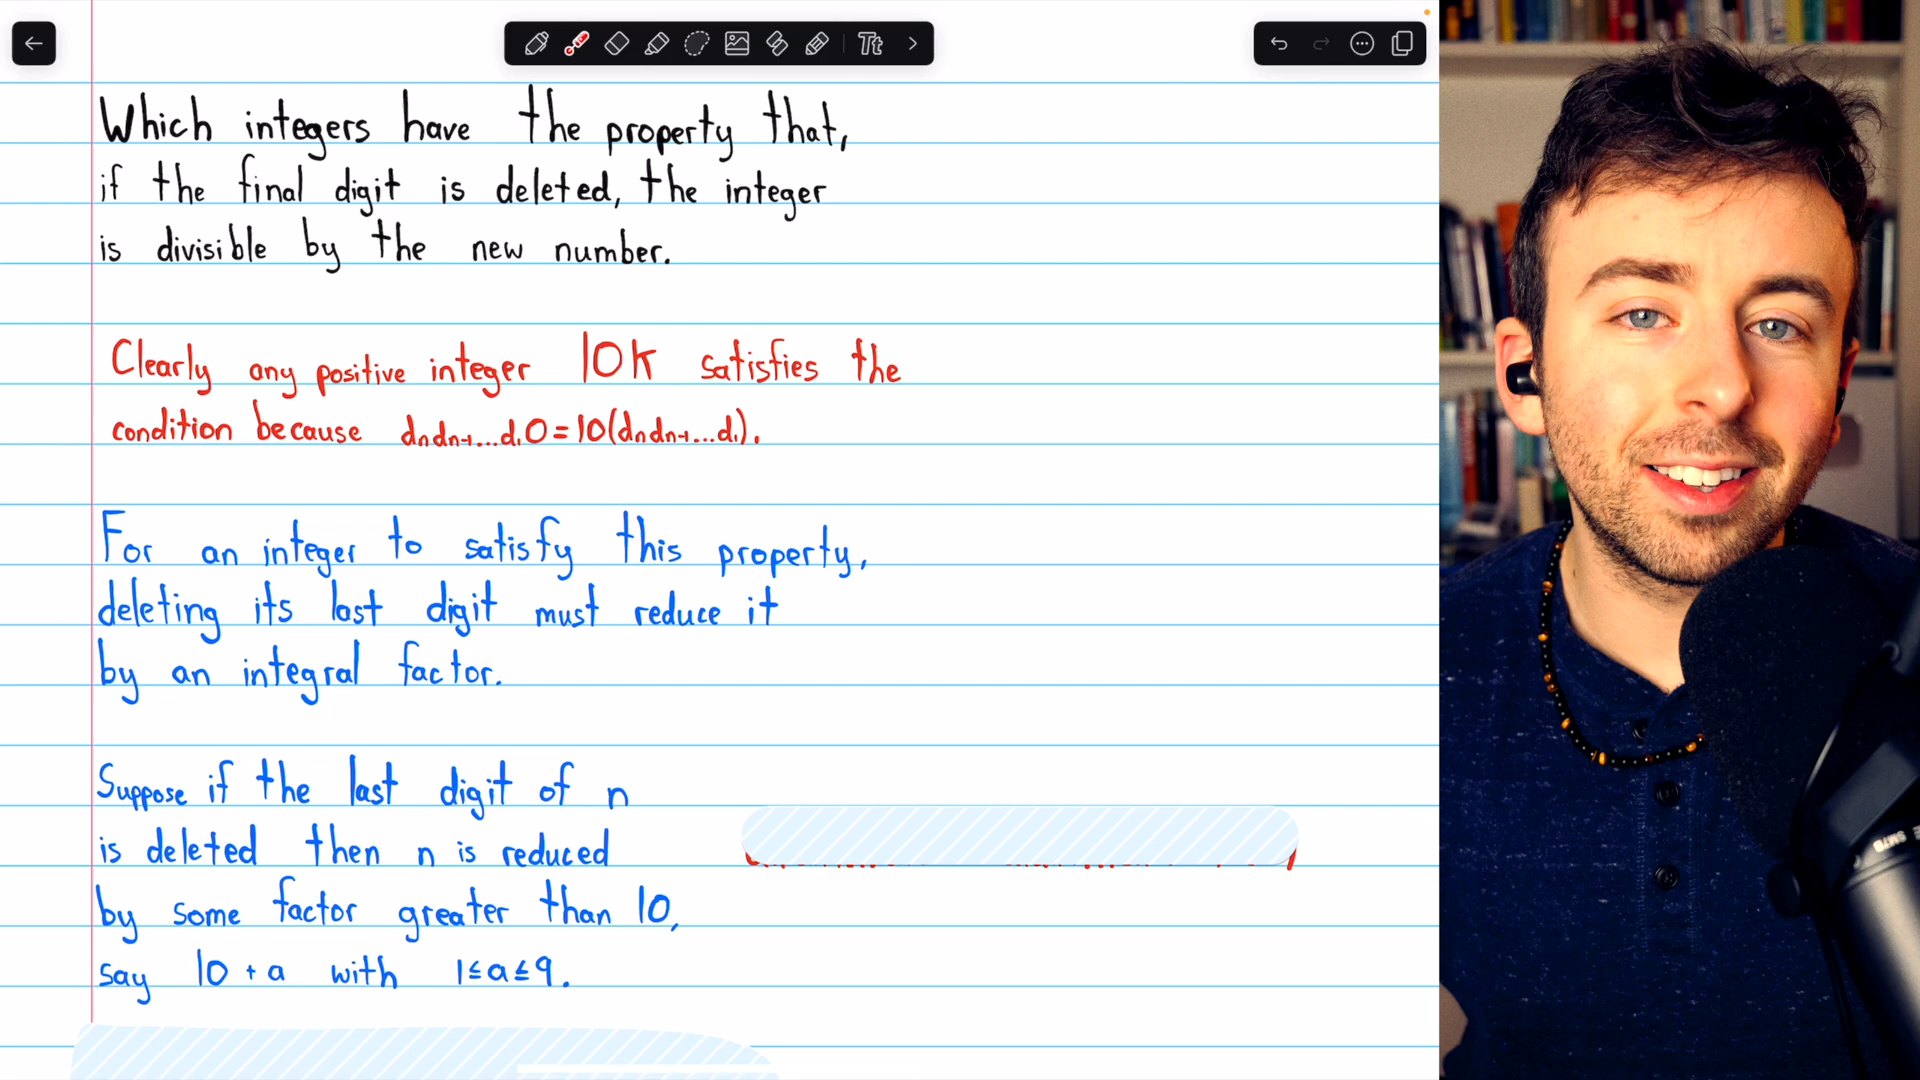 Which integers have the property that,
if the final digit is deleted, the integer
is divisible by the new number.
Clearly any positive integer 10k satisfies the
condition because dₙdₙ₋₁...d₁0=10(dₙdₙ₋₁...d₁).
For an integer to satisfy this property,
deleting its last digit must reduce it
by an integral factor.
Suppose if the last digit of n
is deleted then n is reduced
by some factor greater than 10,
say 10 + a with 1≤a≤9.
Tt